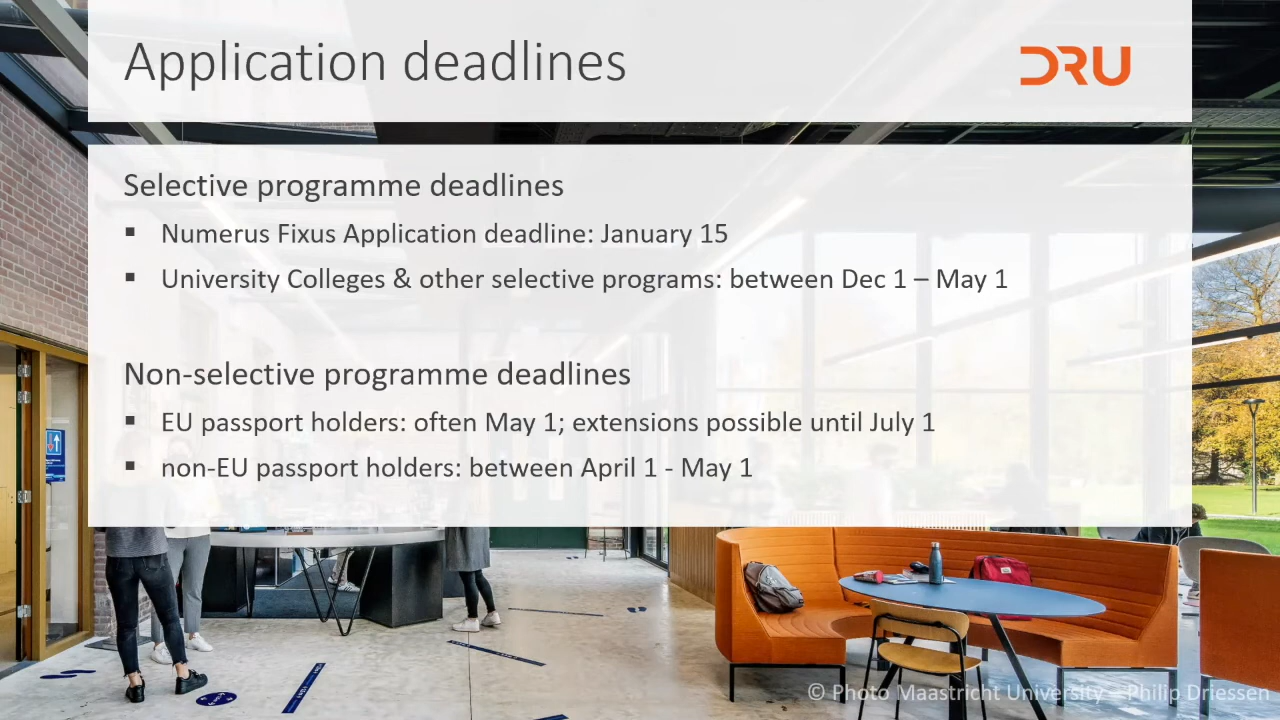 Application deadlines
DRU
Selective programme deadlines
▪ Numerus Fixus Application deadline: January 15
▪ University Colleges & other selective programs: between Dec 1 – May 1
Non-selective programme deadlines
▪ EU passport holders: often May 1; extensions possible until July 1
▪ non-EU passport holders: between April 1 - May 1
© Photo Maastricht University – Philip Driessen